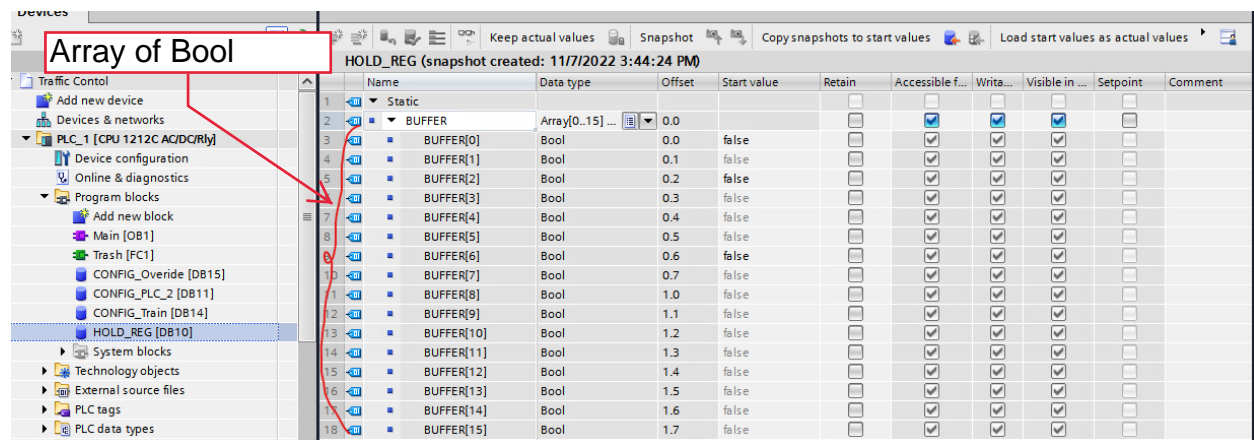 Devices
Array of Bool
Keep actual values Snapshot Copy snapshots to start values Load start values as actual values
HOLD_REG (snapshot created: 11/7/2022 3:44:24 PM)
Name Data type Offset Start value Retain Accessible f... Writa... Visible in ... Setpoint Comment
Traffic Contol
Add new device
Devices & networks
PLC_1 [CPU 1212C AC/DC/Rly]
Device configuration
Online & diagnostics
Program blocks
Add new block
Main [OB1]
Trash [FC1]
CONFIG_Overide [DB15]
CONFIG_PLC_2 [DB11]
CONFIG_Train [DB14]
HOLD_REG [DB10]
System blocks
Technology objects
External source files
PLC tags
PLC data types
1 Static
2 BUFFER Array[0..15] ... 0.0
3 BUFFER[0] Bool 0.0 false
4 BUFFER[1] Bool 0.1 false
5 BUFFER[2] Bool 0.2 false
BUFFER[3] Bool 0.3 false
7 BUFFER[4] Bool 0.4 false
8 BUFFER[5] Bool 0.5 false
BUFFER[6] Bool 0.6 false
10 BUFFER[7] Bool 0.7 false
11 BUFFER[8] Bool 1.0 false
12 BUFFER[9] Bool 1.1 false
13 BUFFER[10] Bool 1.2 false
14 BUFFER[11] Bool 1.3 false
15 BUFFER[12] Bool 1.4 false
16 BUFFER[13] Bool 1.5 false
17 BUFFER[14] Bool 1.6 false
18 BUFFER[15] Bool 1.7 false